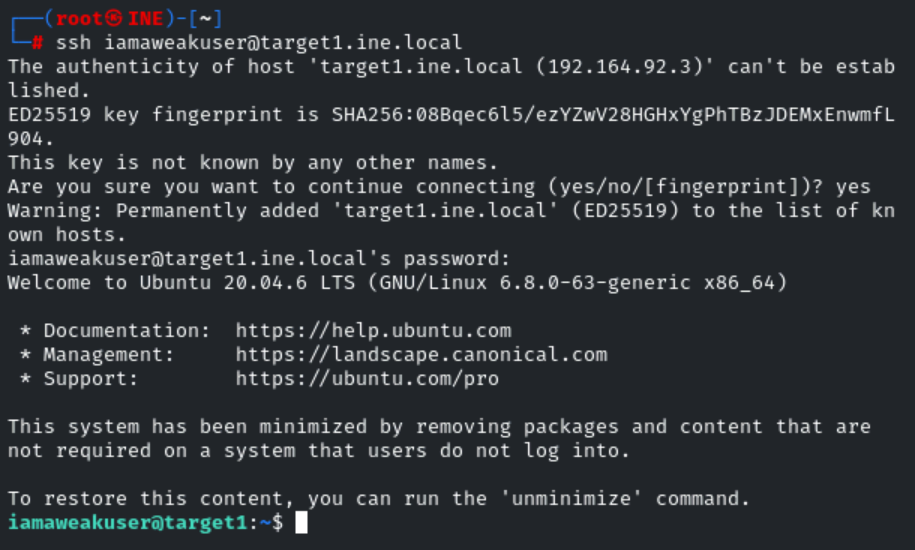 ┌──(root㉿INE)-[~]
└─# ssh iamaweakuser@target1.ine.local
The authenticity of host 'target1.ine.local (192.164.92.3)' can't be estab
lished.
ED25519 key fingerprint is SHA256:08Bqec6l5/ezYZwV28HGHxYgPhTBzJDEMxEnwmfL
904.
This key is not known by any other names.
Are you sure you want to continue connecting (yes/no/[fingerprint])? yes
Warning: Permanently added 'target1.ine.local' (ED25519) to the list of kn
own hosts.
iamaweakuser@target1.ine.local's password:
Welcome to Ubuntu 20.04.6 LTS (GNU/Linux 6.8.0-63-generic x86_64)

 * Documentation:  https://help.ubuntu.com
 * Management:     https://landscape.canonical.com
 * Support:        https://ubuntu.com/pro

This system has been minimized by removing packages and content that are
not required on a system that users do not log into.

To restore this content, you can run the 'unminimize' command.
iamaweakuser@target1:~$